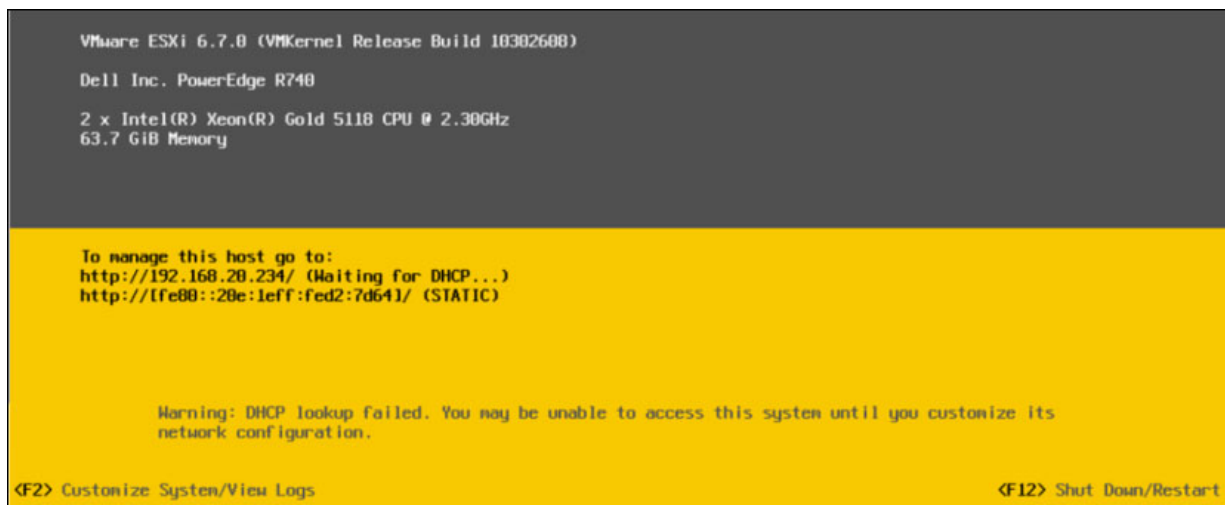 VMware ESXi 6.7.0 (VMKernel Release Build 10302608)
Dell Inc. PowerEdge R740
2 x Intel(R) Xeon(R) Gold 5118 CPU @ 2.30GHz
63.7 GiB Memory
To manage this host go to:
http://192.168.20.234/ (Waiting for DHCP...)
http://[fe80::20e:1eff:fed2:7d64]/ (STATIC)
Warning: DHCP lookup failed. You may be unable to access this system until you customize its
network configuration.
<F2> Customize System/View Logs
<F12> Shut Down/Restart